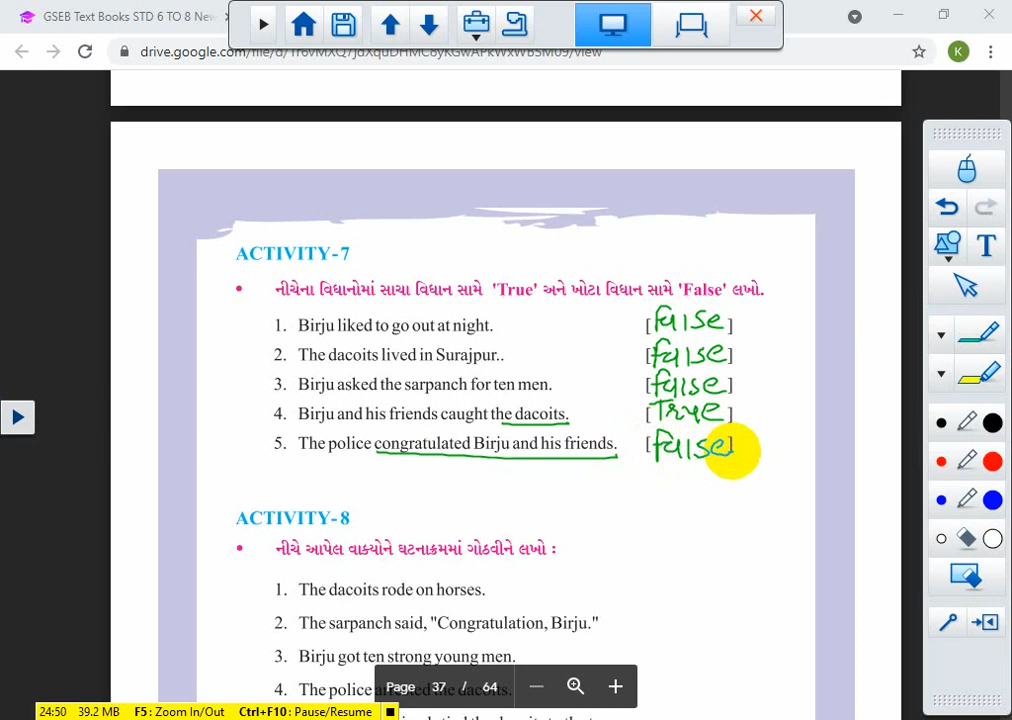 GSEB Text Books STD 6 TO 8 New
drive.google.com/file/d/
K
ACTIVITY-7
• નીચેના વિધાનોમાં સાચા વિધાન સામે 'True' અને ખોટા વિધાન સામે 'False' લખો.
1. Birju liked to go out at night. [False]
2. The dacoits lived in Surajpur.. [False]
3. Birju asked the sarpanch for ten men. [False]
4. Birju and his friends caught the dacoits. [True]
5. The police congratulated Birju and his friends. [False]
ACTIVITY-8
• નીચે આપેલ વાક્યોને ઘટનાક્રમમાં ગોઠવીને લખો :
1. The dacoits rode on horses.
2. The sarpanch said, "Congratulation, Birju."
3. Birju got ten strong young men.
4. The police
Page 37 / 64
24:50 39.2 MB F5: Zoom In/Out Ctrl+F10: Pause/Resume
T